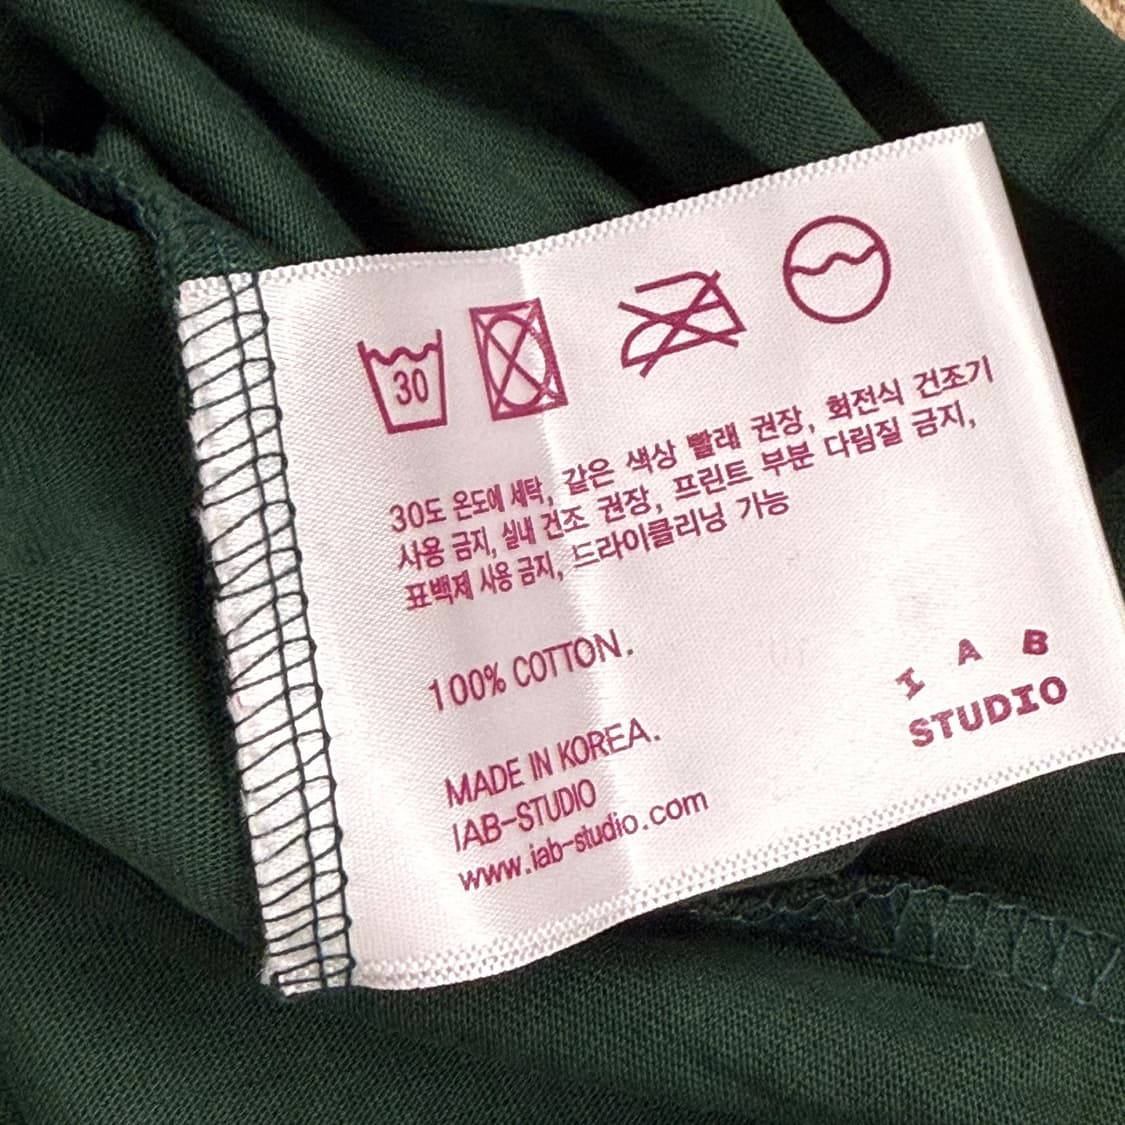 30
30도 온도에 세탁, 같은 색상 빨래 권장, 회전식 건조기
사용 금지, 실내 건조 권장, 프린트 부분 다림질 금지,
표백제 사용 금지, 드라이클리닝 가능
100% COTTON.
MADE IN KOREA.
IAB-STUDIO
www.iab-studio.com
I A B
STUDIO